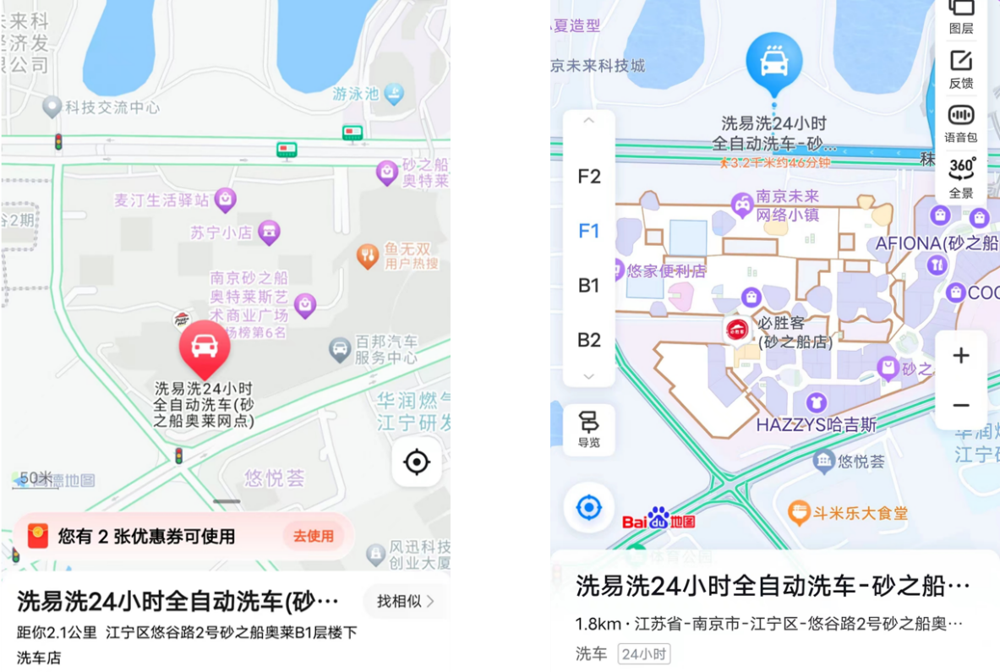 未来科
经济发
限公司
科技交流中心
游泳池
砂之船
奥特莱
麦汀生活驿站
谷2期
苏宁小店
鱼无双
用户热搜
南京砂之船
奥特莱斯艺
术商业广场
场榜第6名
百邦汽车
服务中心
洗易洗24小时
全自动洗车(砂
之船奥莱网点)
华润燃气
江宁研发
悠悦荟
50米
高德地图
您有 2 张优惠券可使用
去使用
风迅科技
创业大厦
洗易洗24小时全自动洗车(砂…
找相似
距你2.1公里 江宁区悠谷路2号砂之船奥莱B1层楼下
洗车店
夏造型
京未来科技城
图层
反馈
语音包
360°
全景
洗易洗24小时
全自动洗车-砂...
3.2千米约46分钟
秣
F2
F1
B1
B2
导览
南京未来
网络小镇
AFIONA(砂之船
悠家便利店
COC
必胜客
必胜客
(砂之船店)
砂之
HAZZYS哈吉斯
华润燃
江宁研
悠悦荟
斗米乐大食堂
Bai du 地图
体育公园
洗易洗24小时全自动洗车-砂之船…
1.8km · 江苏省-南京市-江宁区-悠谷路2号砂之船奥…
洗车 24小时